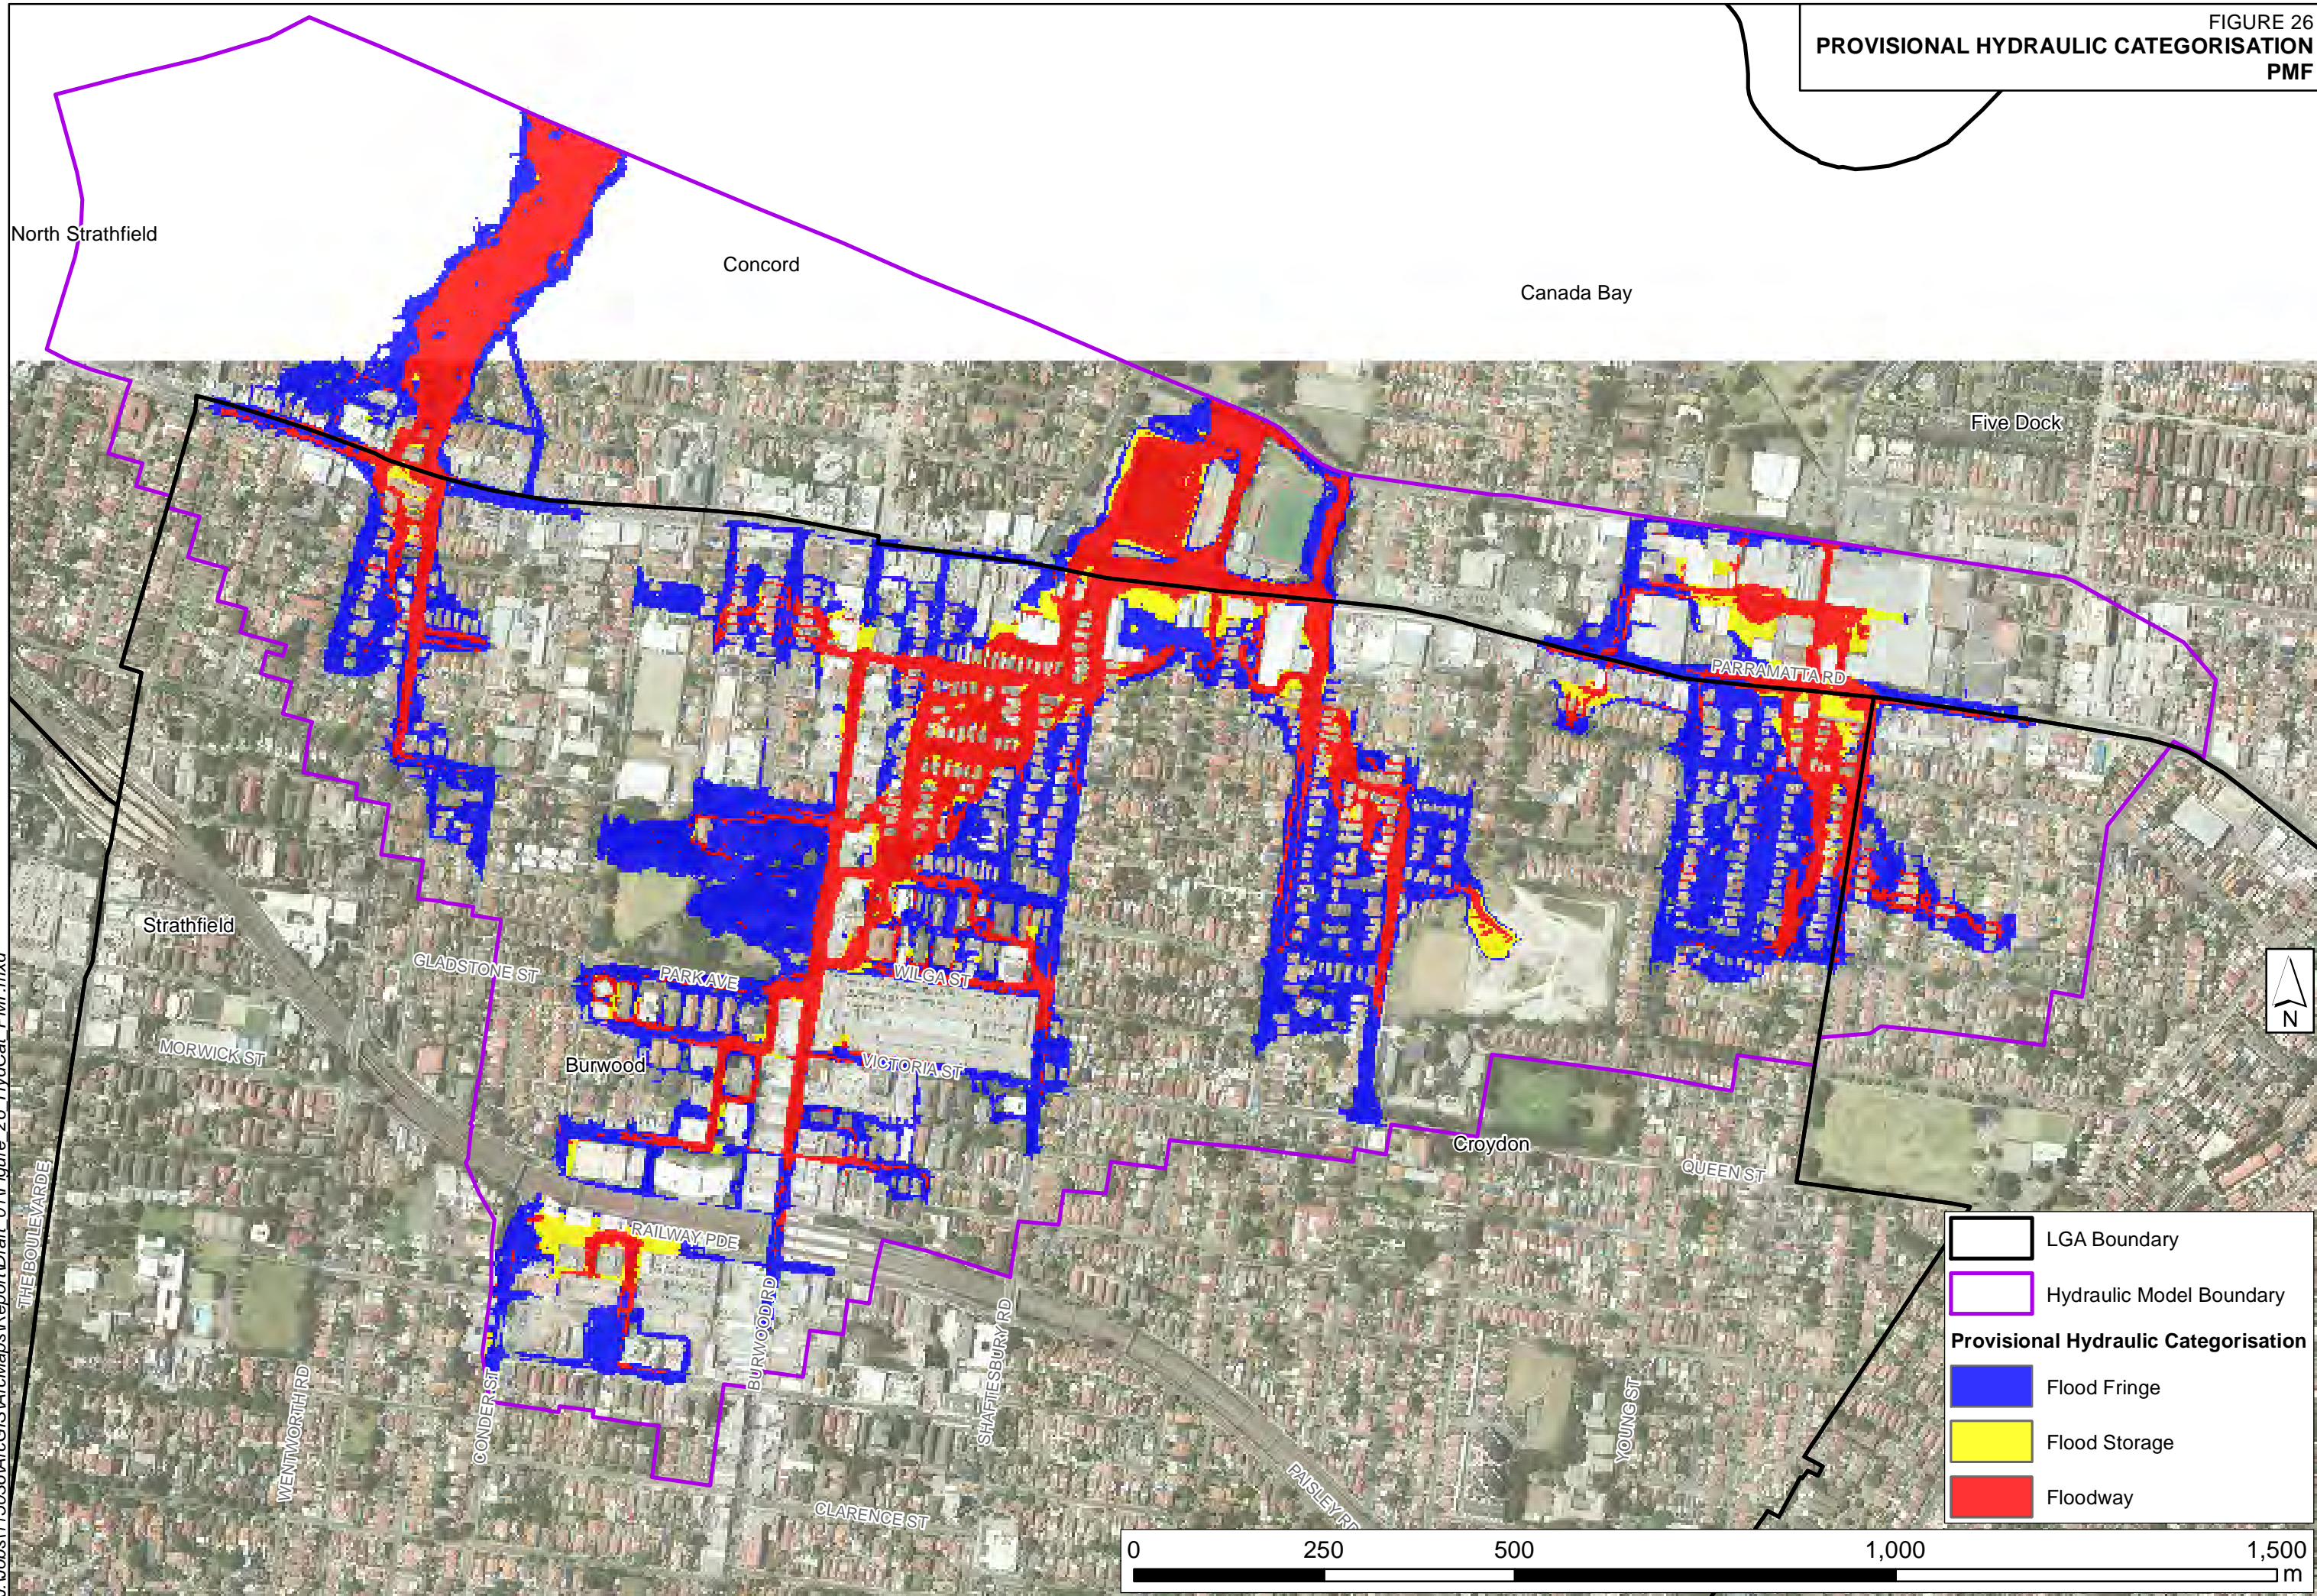 FIGURE 26
PROVISIONAL HYDRAULIC CATEGORISATION
PMF
North Strathfield
Concord
Canada Bay
Five Dock
PARRAMATTA RD
Strathfield
GLADSTONE ST
PARK AVE
WILGA ST
MORWICK ST
Burwood
VICTORIA ST
Croydon
QUEEN ST
THE BOULEVARDE
RAILWAY PDE
BURWOOD RD
SHAFTESBURY RD
WENTWORTH RD
CONDER ST
YOUNG ST
PAISLEY RD
CLARENCE ST
N
LGA Boundary
Hydraulic Model Boundary
Provisional Hydraulic Categorisation
Flood Fringe
Flood Storage
Floodway
0 250 500 1,000 1,500
m